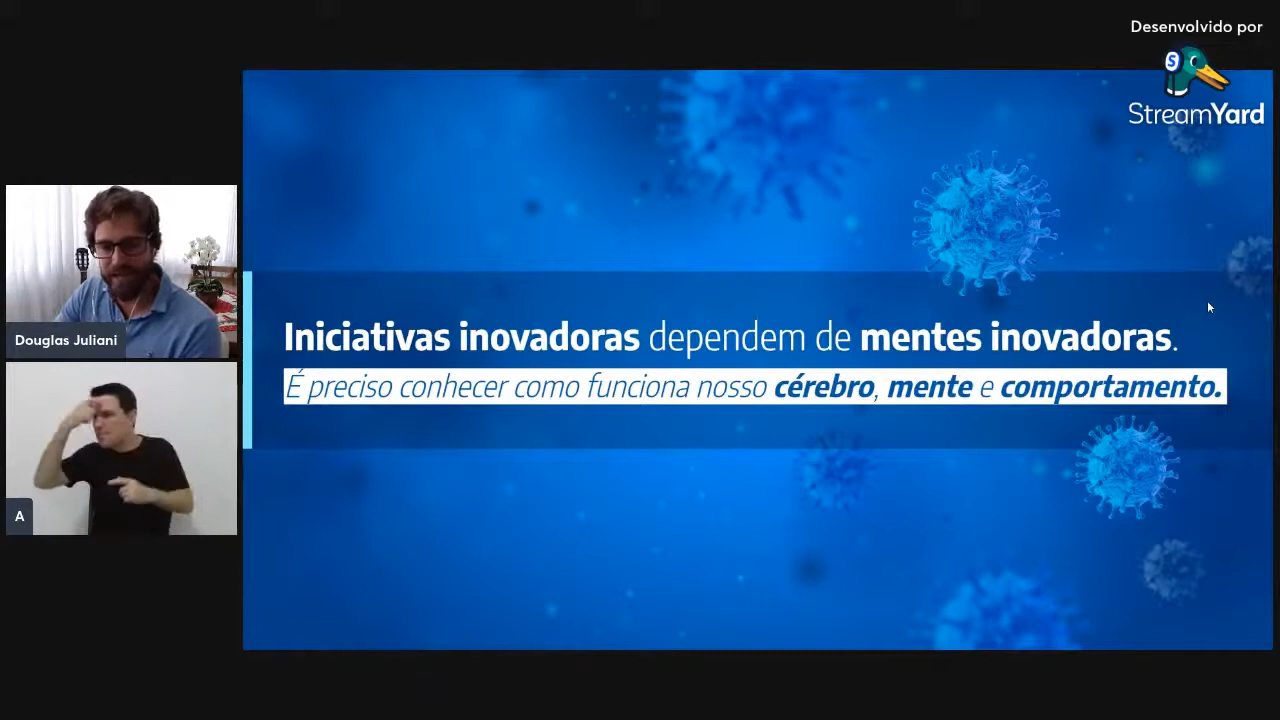 Desenvolvido por
StreamYard
Iniciativas inovadoras dependem de mentes inovadoras.
É preciso conhecer como funciona nosso cérebro, mente e comportamento.
Douglas Juliani
A